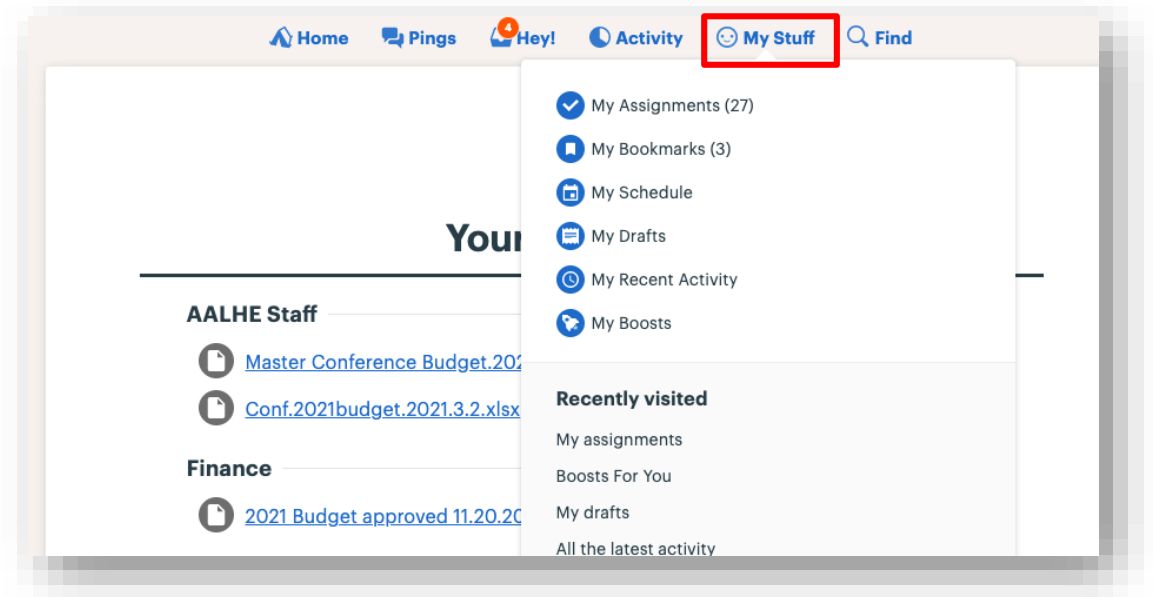 Home Pings 4 Hey! Activity My Stuff Find
My Assignments (27)
My Bookmarks (3)
My Schedule
My Drafts
My Recent Activity
My Boosts
Your
AALHE Staff
Master Conference Budget.202
Conf.2021budget.2021.3.2.xlsx
Finance
2021 Budget approved 11.20.20
Recently visited
My assignments
Boosts For You
My drafts
All the latest activity